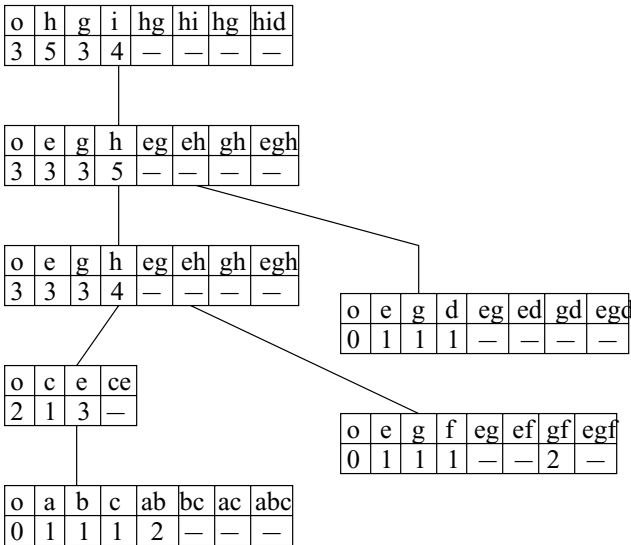 o h g i hg hi hg hid
3 5 3 4 — — — —
o e g h eg eh gh egh
3 3 3 5 — — — —
o e g h eg eh gh egh
3 3 3 4 — — — —
o e g d eg ed gd egd
0 1 1 1 — — — —
o c e ce
2 1 3 —
o e g f eg ef gf egf
0 1 1 1 — — 2 —
o a b c ab bc ac abc
0 1 1 1 2 — — —